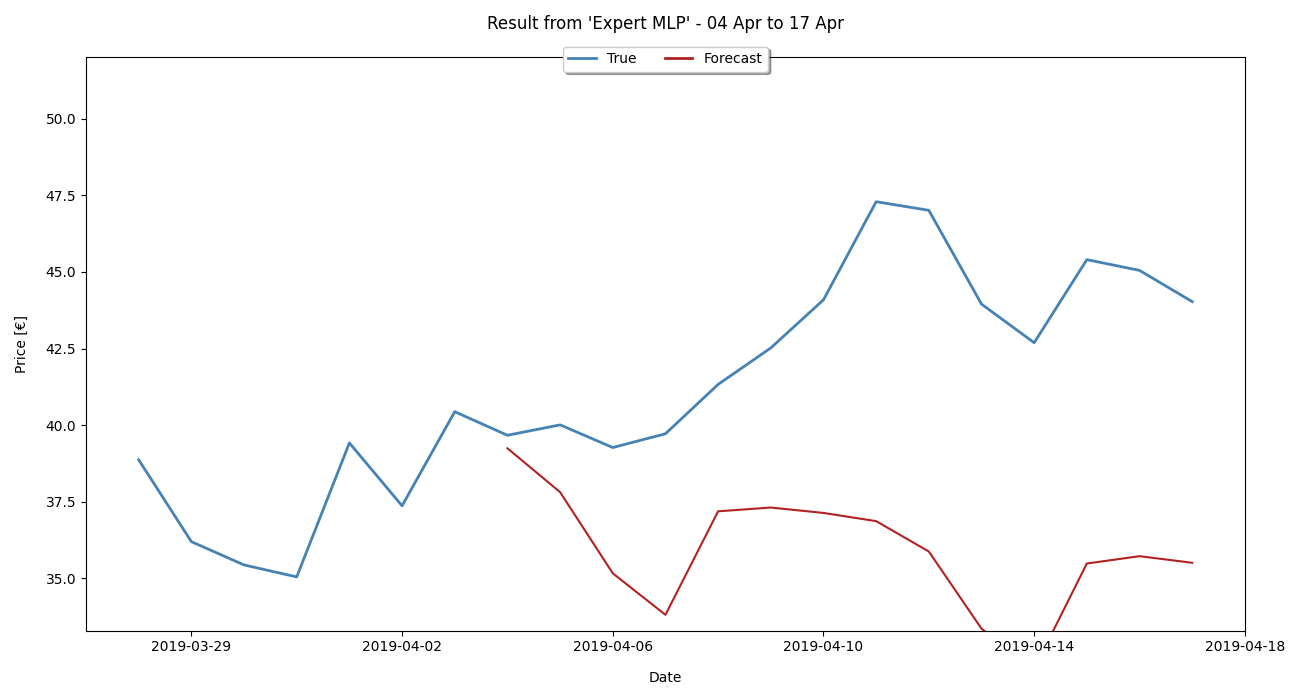 Result from 'Expert MLP' - 04 Apr to 17 Apr
True Forecast
50.0
47.5
45.0
42.5
40.0
37.5
35.0
Price [€]
2019-03-29 2019-04-02 2019-04-06 2019-04-10 2019-04-14 2019-04-18
Date